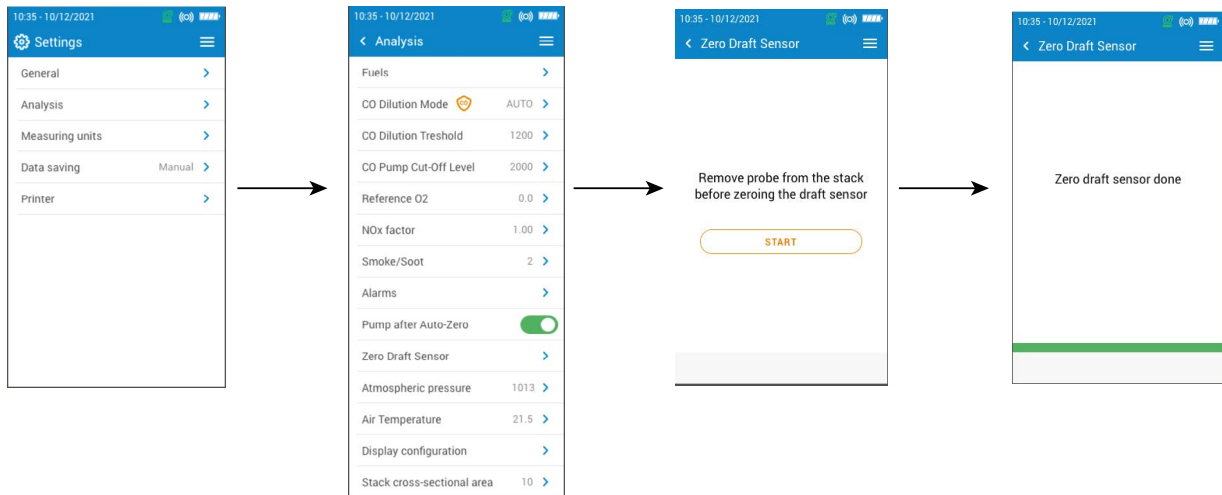 10:35 - 10/12/2021
Settings
General
Analysis
Measuring units
Data saving Manual
Printer
10:35 - 10/12/2021
Analysis
Fuels
CO Dilution Mode CO AUTO
CO Dilution Treshold 1200
CO Pump Cut-Off Level 2000
Reference O2 0.0
NOx factor 1.00
Smoke/Soot 2
Alarms
Pump after Auto-Zero
Zero Draft Sensor
Atmospheric pressure 1013
Air Temperature 21.5
Display configuration
Stack cross-sectional area 10
10:35 - 10/12/2021
Zero Draft Sensor
Remove probe from the stack
before zeroing the draft sensor
START
10:35 - 10/12/2021
Zero Draft Sensor
Zero draft sensor done